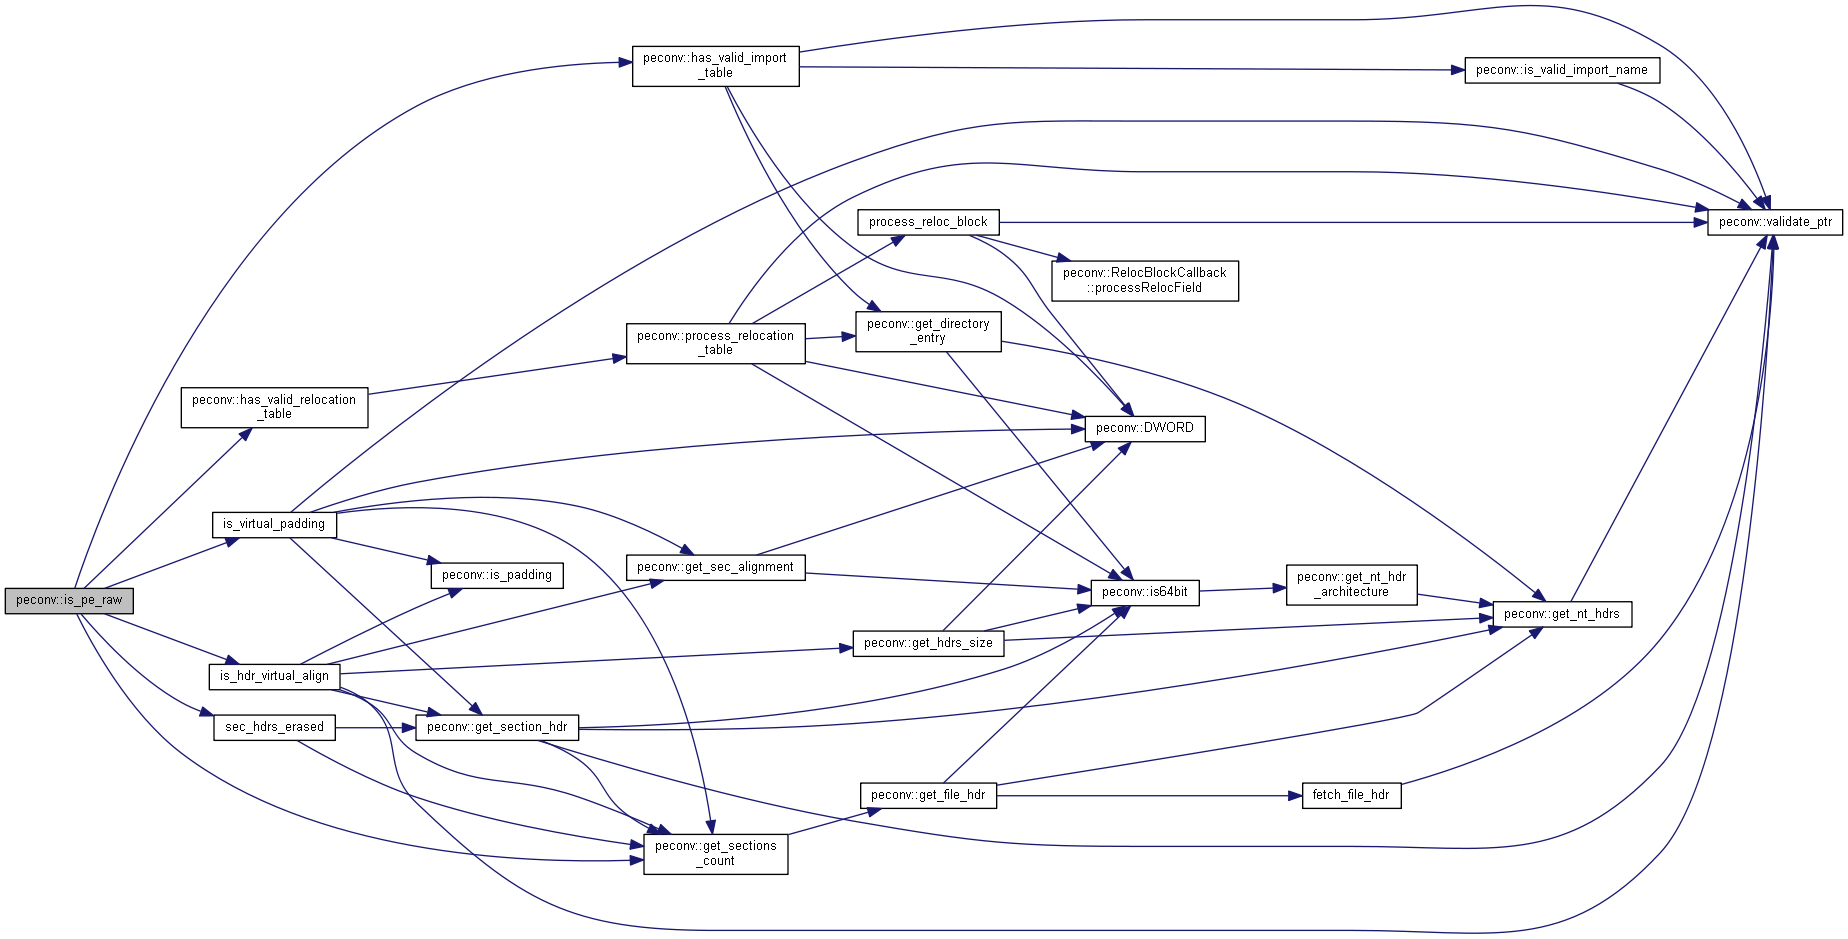 peconv::has_valid_import
_table
peconv::is_valid_import_name
process_reloc_block
peconv::validate_ptr
peconv::RelocBlockCallback
::processRelocField
peconv::get_directory
_entry
peconv::process_relocation
_table
peconv::has_valid_relocation
_table
peconv::DWORD
is_virtual_padding
peconv::is_padding
peconv::get_sec_alignment
peconv::is64bit
peconv::get_nt_hdr
_architecture
peconv::is_pe_raw
peconv::get_nt_hdrs
peconv::get_hdrs_size
is_hdr_virtual_align
sec_hdrs_erased
peconv::get_section_hdr
peconv::get_file_hdr
fetch_file_hdr
peconv::get_sections
_count